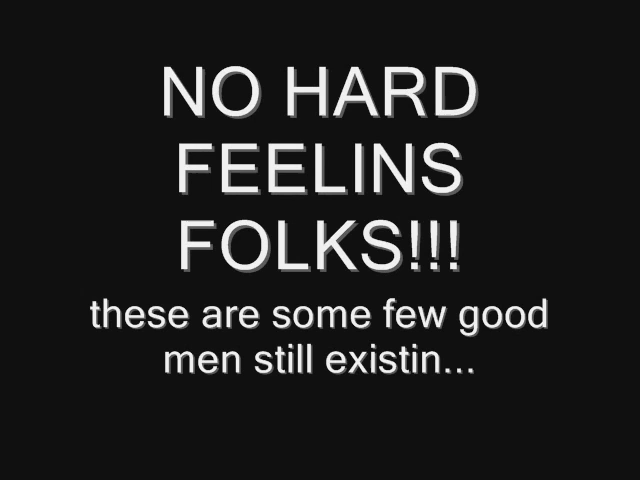 NO HARD
FEELINS
FOLKS!!!
these are some few good
men still existin...